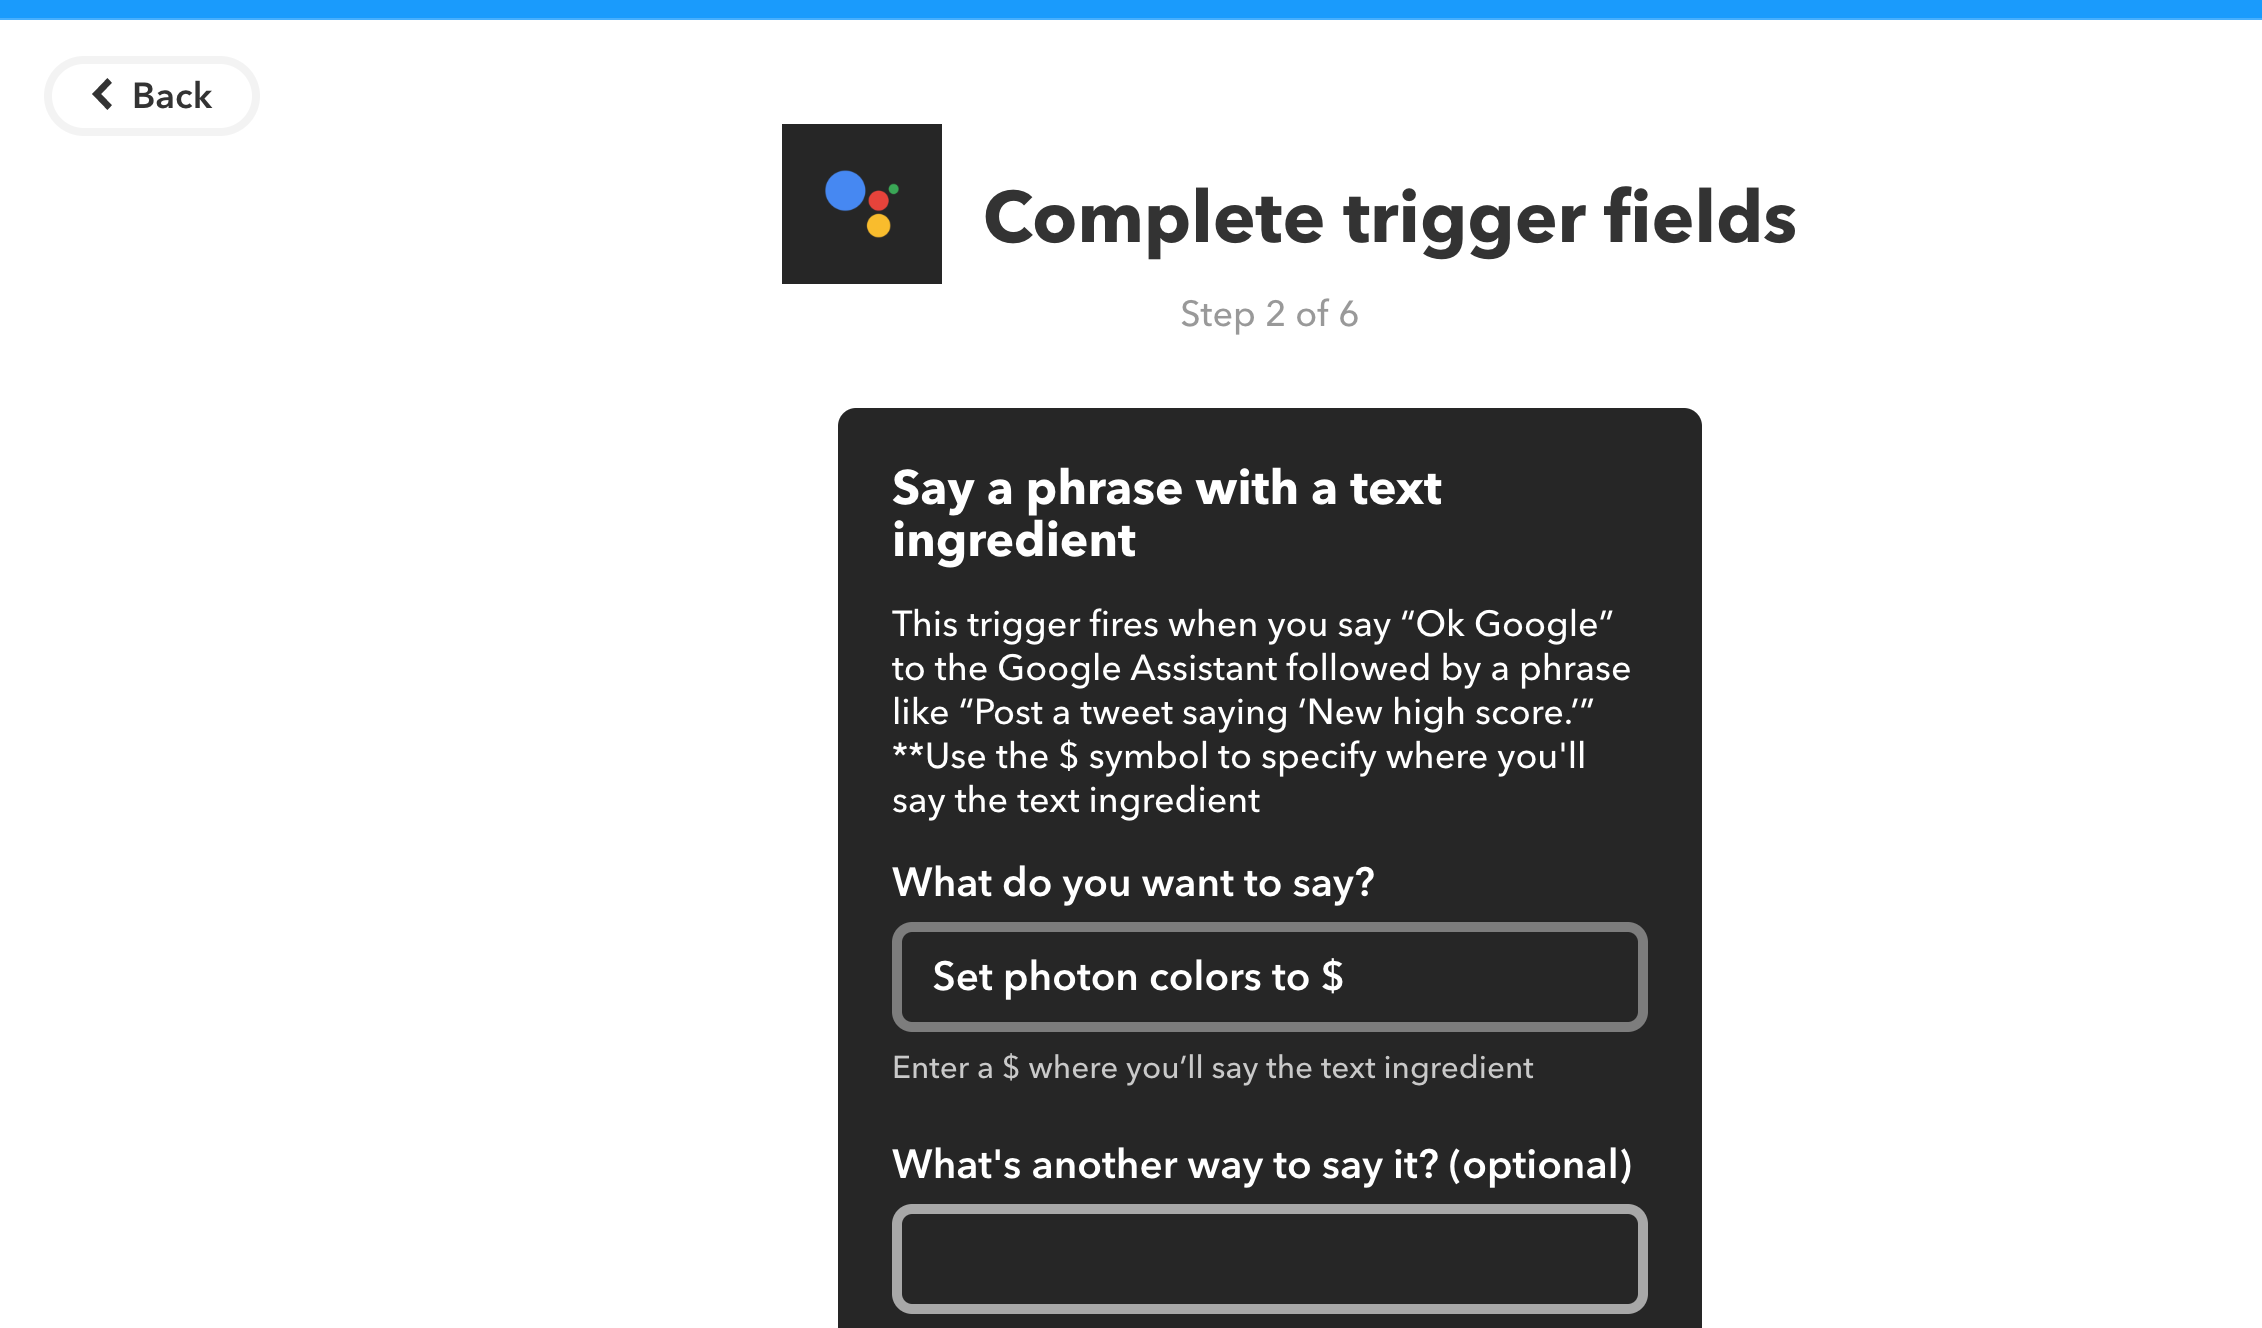 Back
Complete trigger fields
Step 2 of 6
Say a phrase with a text
ingredient
This trigger fires when you say “Ok Google”
to the Google Assistant followed by a phrase
like “Post a tweet saying ‘New high score.’”
**Use the $ symbol to specify where you'll
say the text ingredient
What do you want to say?
Set photon colors to $
Enter a $ where you’ll say the text ingredient
What's another way to say it? (optional)